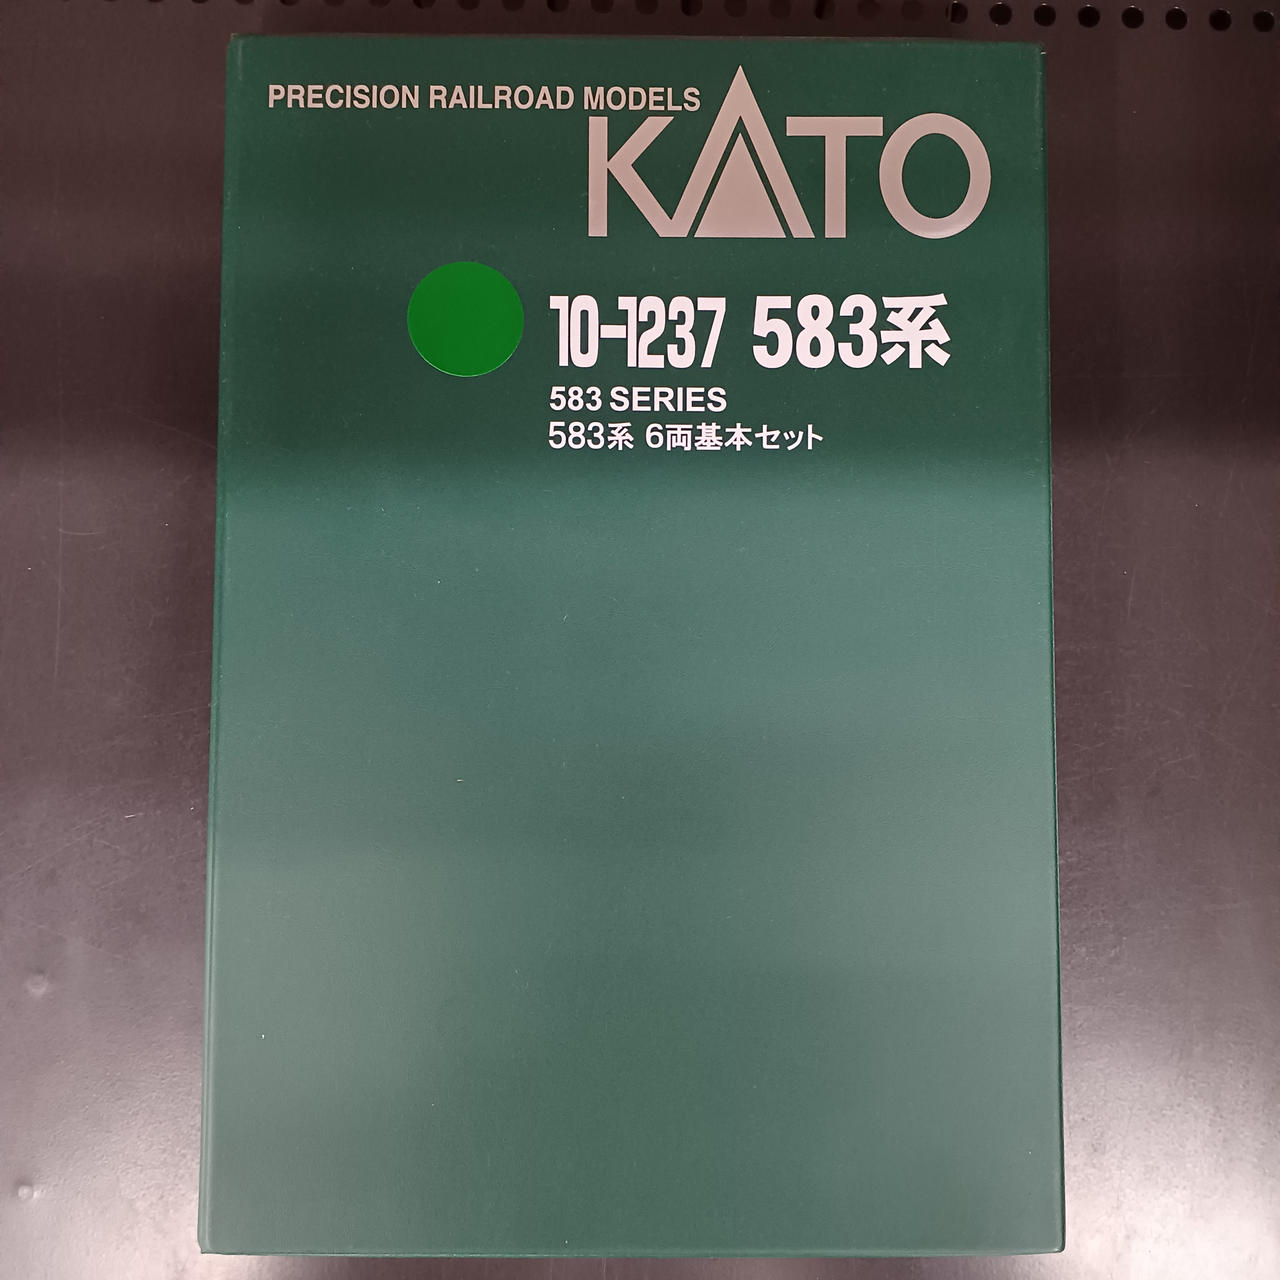 PRECISION RAILROAD MODELS
KATO
10-1237 583系
583 SERIES
583系 6両基本セット